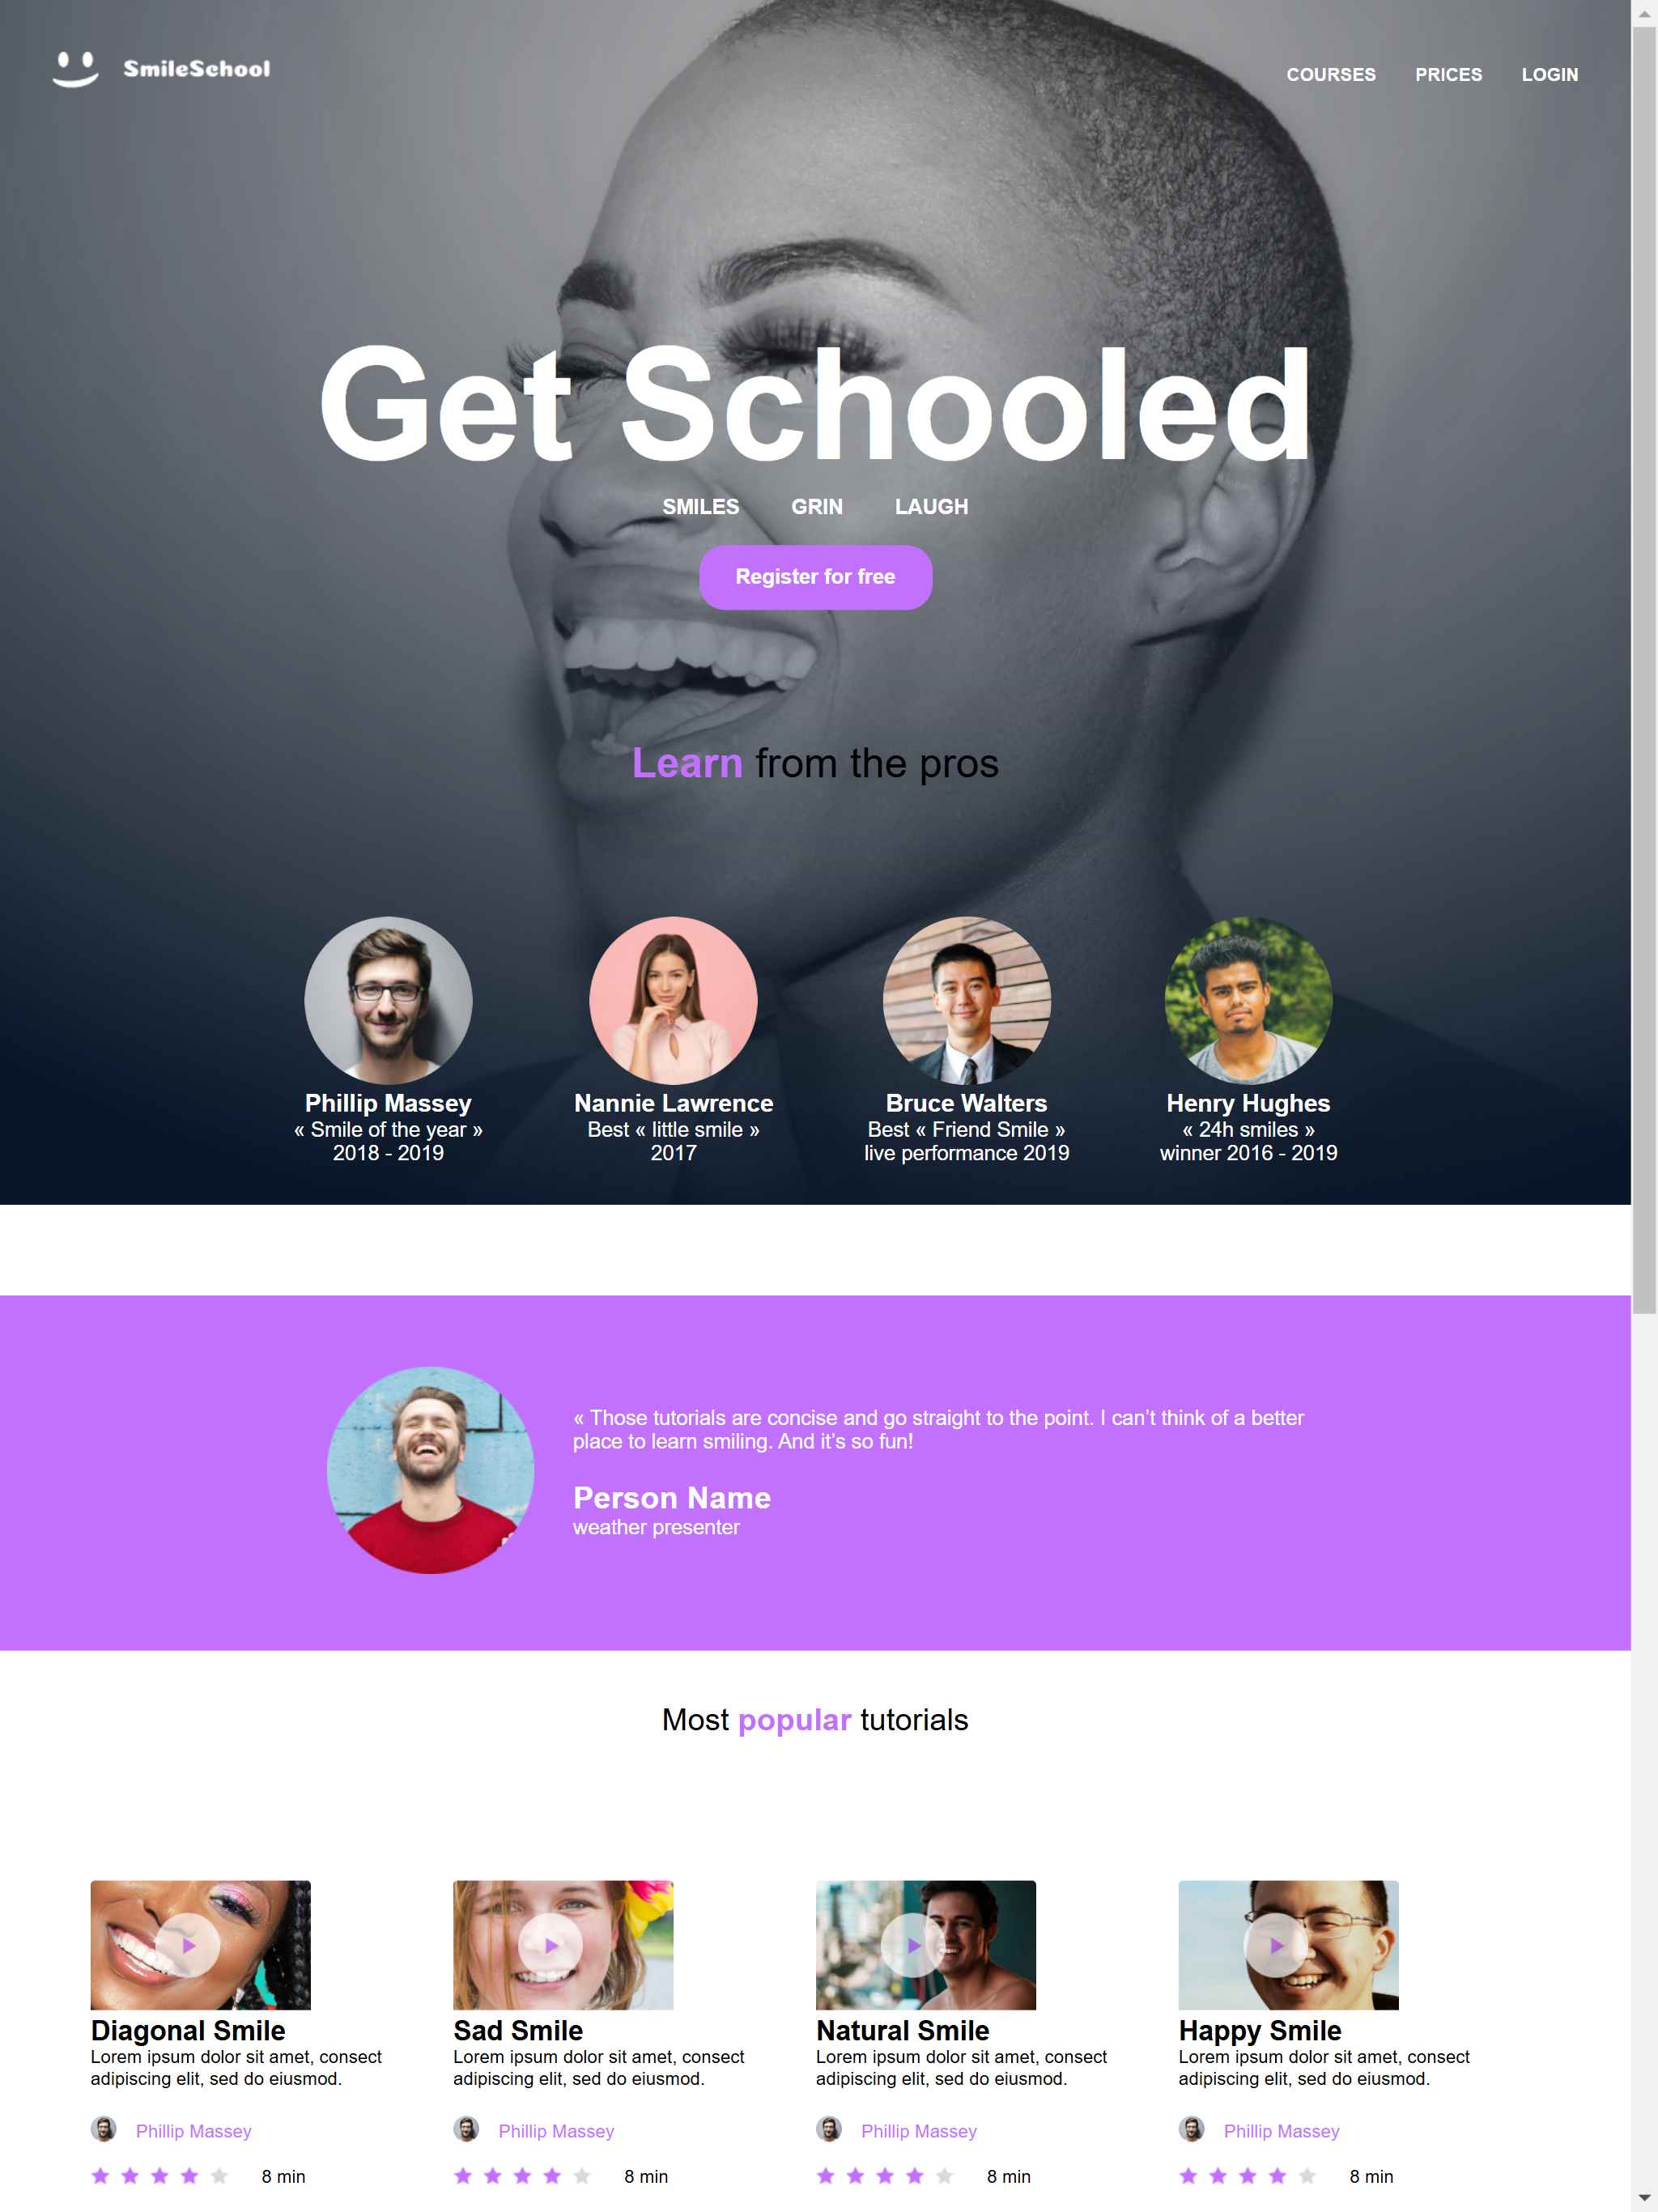 SmileSchool
COURSES PRICES LOGIN
Get Schooled
SMILES GRIN LAUGH
Register for free
Learn from the pros
Phillip Massey
« Smile of the year »
2018 - 2019
Nannie Lawrence
Best « little smile »
2017
Bruce Walters
Best « Friend Smile »
live performance 2019
Henry Hughes
« 24h smiles »
winner 2016 - 2019
« Those tutorials are concise and go straight to the point. I can’t think of a better
place to learn smiling. And it’s so fun!
Person Name
weather presenter
Most popular tutorials
Diagonal Smile
Lorem ipsum dolor sit amet, consect
adipiscing elit, sed do eiusmod.
Phillip Massey
8 min
Sad Smile
Lorem ipsum dolor sit amet, consect
adipiscing elit, sed do eiusmod.
Phillip Massey
8 min
Natural Smile
Lorem ipsum dolor sit amet, consect
adipiscing elit, sed do eiusmod.
Phillip Massey
8 min
Happy Smile
Lorem ipsum dolor sit amet, consect
adipiscing elit, sed do eiusmod.
Phillip Massey
8 min